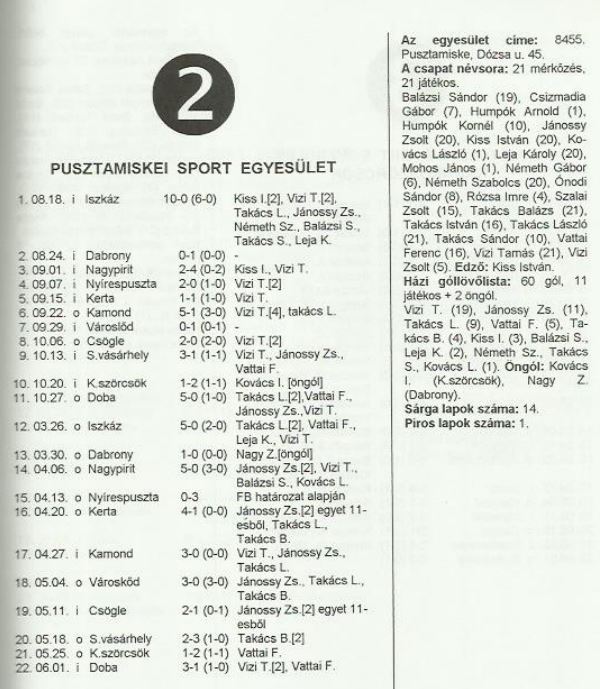 2
PUSZTAMISKEI SPORT EGYESÜLET
1. 08.18. i Iszkáz 10-0 (6-0) Kiss I.[2], Vizi T.[2],
Takács L., Jánossy Zs.,
Németh Sz., Balázsi S.,
Takács S., Leja K.
2. 08.24. i Dabrony 0-1 (0-0) -
3. 09.01. i Nagypirit 2-4 (0-2) Kiss I., Vizi T.
4. 09.07. i Nyírespuszta 2-0 (1-0) Vizi T.[2]
5. 09.15. i Kerta 1-1 (1-0) Vizi T.
6. 09.22. o Kamond 5-1 (3-0) Vizi T.[4], takács L.
7. 09.29. i Városlőd 0-1 (0-1) -
8. 10.06. o Csögle 2-0 (2-0) Vizi T.[2]
9. 10.13. i S.vásárhely 3-1 (1-1) Vizi T., Jánossy Zs.,
Vattai F.
10. 10.20. i K.szörcsök 1-2 (1-1) Kovács I. [öngól]
11. 10.27. o Doba 5-0 (1-0) Takács L.[2],Vattai F.,
Jánossy Zs.,Vizi T.
12. 03.26. o Iszkáz 5-0 (2-0) Takács L.[2], Vattai F.,
Leja K., Vizi T.
13. 03.30. o Dabrony 1-0 (0-0) Nagy Z.[öngól]
14. 04.06. o Nagypirit 5-0 (3-0) Jánossy Zs.[2], Vizi T.,
Balázsi S., Kovács L.
15. 04.13. o Nyírespuszta 0-3 FB határozat alapján
16. 04.20. o Kerta 4-1 (0-0) Jánossy Zs.[2] egyet 11-
esből, Takács L.,
Takács B.
17. 04.27. i Kamond 3-0 (0-0) Vizi T., Jánossy Zs.,
Takács L.
18. 05.04. o Városkőd 3-0 (3-0) Jánossy Zs., Takács L.,
Takács B.
19. 05.11. i Csögle 2-1 (0-1) Jánossy Zs.[2] egyet 11-
esből
20. 05.18. o S.vásárhely 2-3 (1-0) Takács B.[2]
21. 05.25. o K.szörcsök 1-2 (1-1) Vattai F.
22. 06.01. i Doba 3-1 (1-0) Vizi T.[2], Vattai F.
Az egyesület címe: 8455.
Pusztamiske, Dózsa u. 45.
A csapat névsora: 21 mérkőzés,
21 játékos.
Balázsi Sándor (19), Csizmadia
Gábor (7), Humpók Arnold (1),
Humpók Kornél (10), Jánossy
Zsolt (20), Kiss István (20), Ko-
vács László (1), Leja Károly (20),
Mohos János (1), Németh Gábor
(6), Németh Szabolcs (20), Ónodi
Sándor (8), Rózsa Imre (4), Szalai
Zsolt (15), Takács Balázs (21),
Takács István (16), Takács László
(21), Takács Sándor (10), Vattai
Ferenc (16), Vizi Tamás (21), Vizi
Zsolt (5). Edző: Kiss István.
Házi góllövőlista: 60 gól, 11
játékos + 2 öngól.
Vizi T. (19), Jánossy Zs. (11),
Takács L. (9), Vattai F. (5), Ta-
kács B. (4), Kiss I. (3), Balázsi S.,
Leja K. (2), Németh Sz., Takács
S., Kovács L. (1). Öngól: Kovács
I. (K.szörcsök), Nagy Z.
(Dabrony).
Sárga lapok száma: 14.
Piros lapok száma: 1.